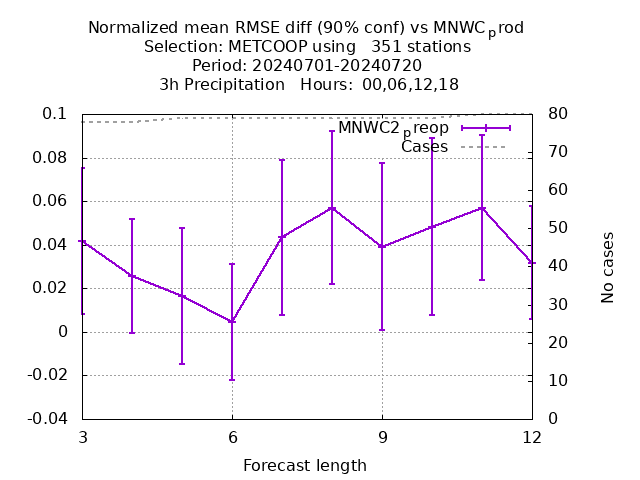 Normalized mean RMSE diff (90% conf) vs MNWC_prod
Selection: METCOOP using   351 stations
Period: 20240701-20240720
3h Precipitation   Hours:  00,06,12,18
MNWC2_preop
Cases
0.1
0.08
0.06
0.04
0.02
0
-0.02
-0.04
80
70
60
50
40
30
20
10
0
No cases
3 6 9 12
Forecast length